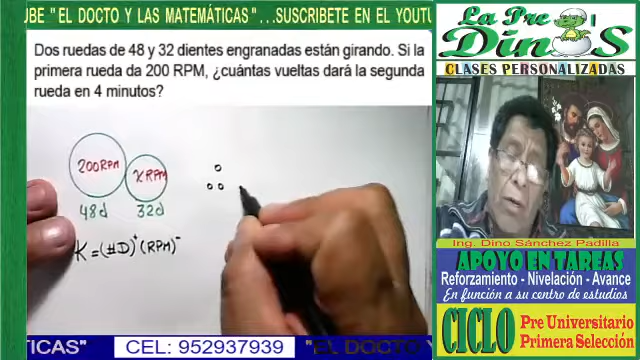 UBE "EL DOCTO Y LAS MATEMÁTICAS"...SUSCRIBETE EN EL YOUTU
La Pre
DinoS
CLASES PERSONALIZADAS
Dos ruedas de 48 y 32 dientes engranadas están girando. Si la
primera rueda da 200 RPM, ¿cuántas vueltas dará la segunda
rueda en 4 minutos?
200RPM
x RPM
48d
32d
K = (#D)⁺ (RPM)⁻
Ing. Dino Sánchez Padilla
APOYO EN TAREAS
Reforzamiento - Nivelación - Avance
En función a su centro de estudios
CICLO Pre Universitario
Primera Selección
ÁTICAS"
CEL: 952937939
"EL DOCTO Y